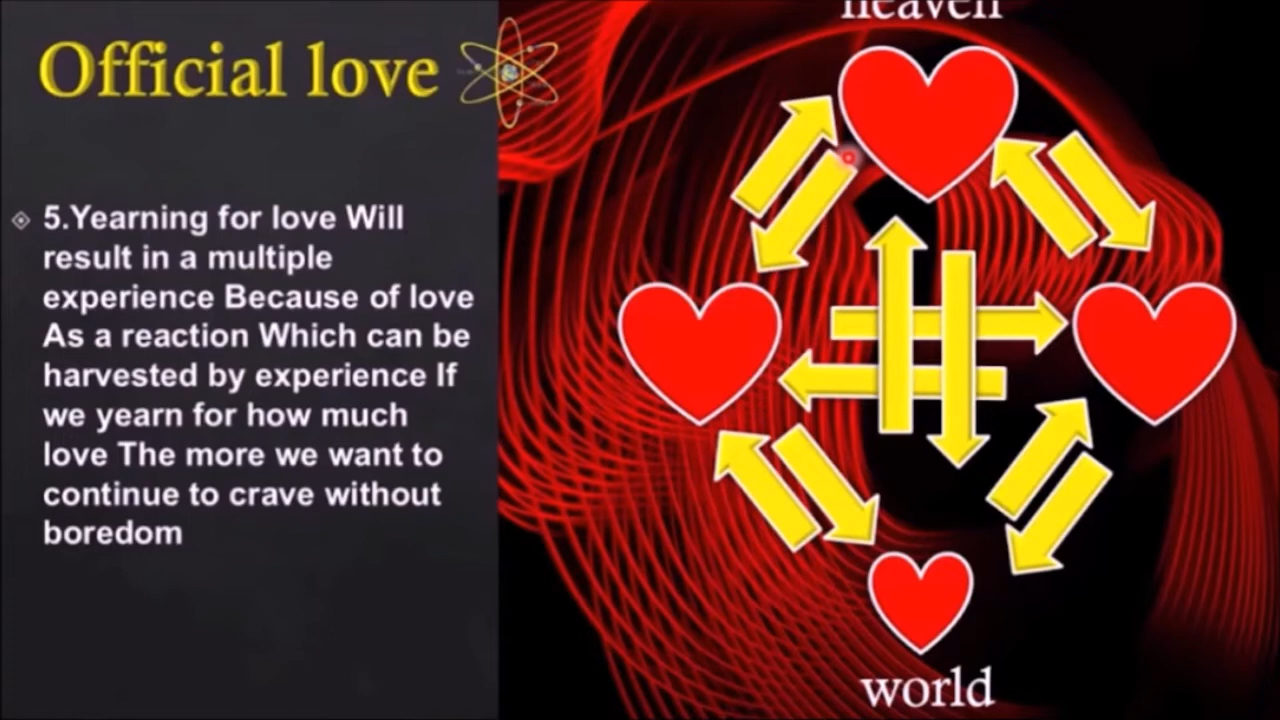 heaven
Official love
5.Yearning for love Will
result in a multiple
experience Because of love
As a reaction Which can be
harvested by experience If
we yearn for how much
love The more we want to
continue to crave without
boredom
world